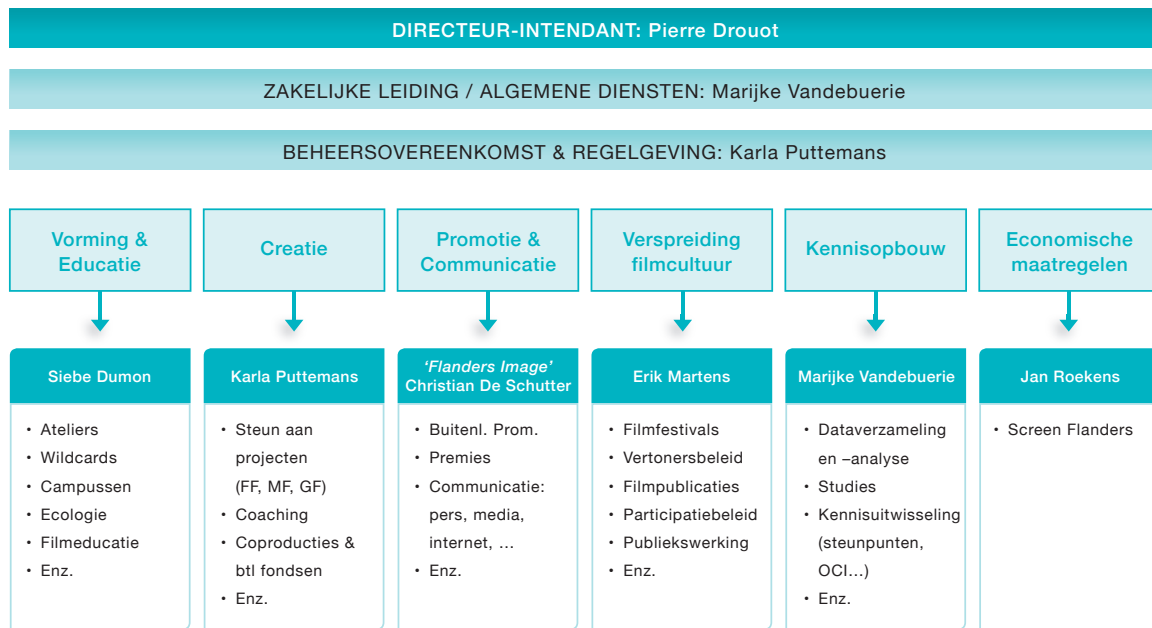 DIRECTEUR-INTENDANT: Pierre Drouot
ZAKELIJKE LEIDING / ALGEMENE DIENSTEN: Marijke Vandebuerie
BEHEERSOVEREENKOMST & REGELGEVING: Karla Puttemans
Vorming &
Educatie
Siebe Dumon
• Ateliers
• Wildcards
• Campussen
• Ecologie
• Filmeducatie
• Enz.
Creatie
Karla Puttemans
• Steun aan
projecten
(FF, MF, GF)
• Coaching
• Coproducties &
btl fondsen
• Enz.
Promotie &
Communicatie
‘Flanders Image’
Christian De Schutter
• Buitenl. Prom.
• Premies
• Communicatie:
pers, media,
internet, ...
• Enz.
Verspreiding
filmcultuur
Erik Martens
• Filmfestivals
• Vertonersbeleid
• Filmpublicaties
• Participatiebeleid
• Publiekswerking
• Enz.
Kennisopbouw
Marijke Vandebuerie
• Dataverzameling
en –analyse
• Studies
• Kennisuitwisseling
(steunpunten,
OCI...)
• Enz.
Economische
maatregelen
Jan Roekens
• Screen Flanders